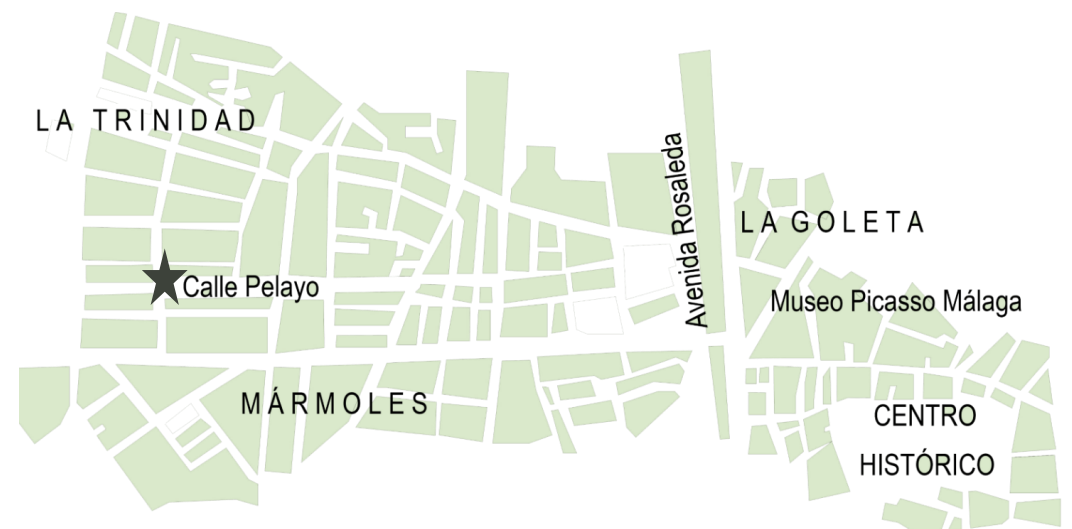 LA TRINIDAD
Avenida Rosaleda
LA GOLETA
Calle Pelayo
Museo Picasso Málaga
MÁRMOLES
CENTRO
HISTÓRICO